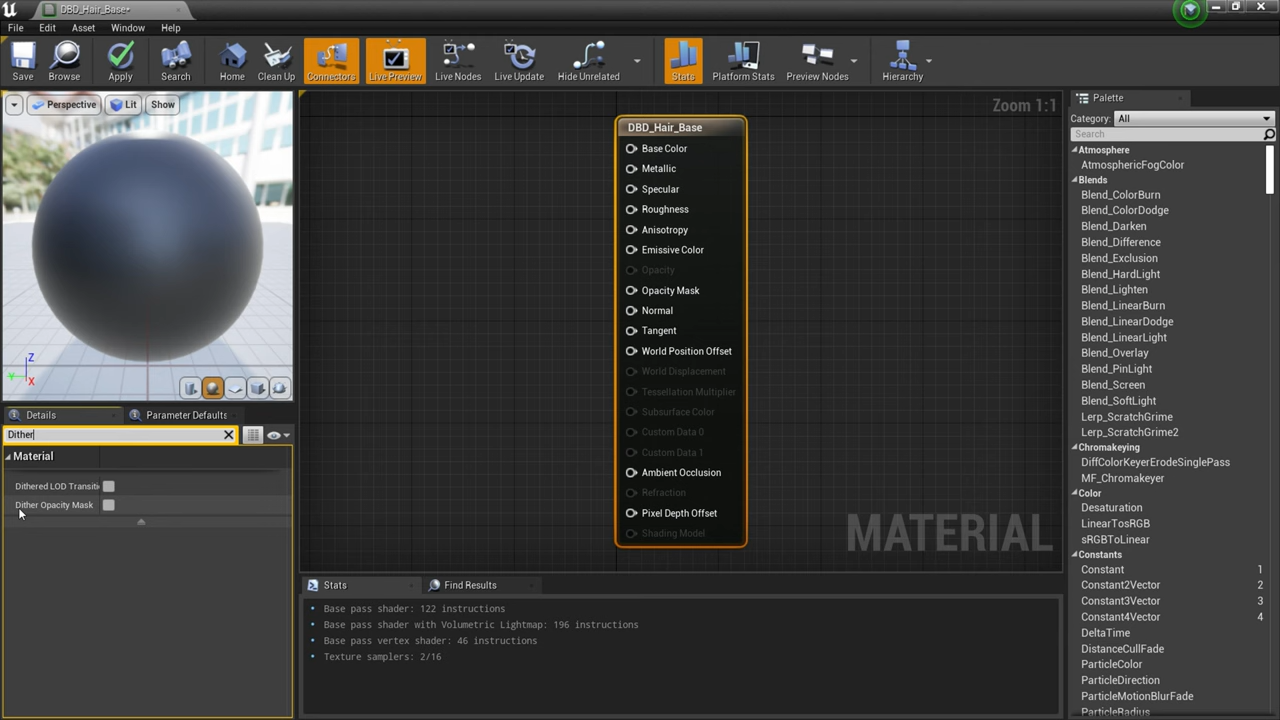 DBD_Hair_Base*
File Edit Asset Window Help
Save Browse Apply Search Home Clean Up Connectors Live Preview Live Nodes Live Update Hide Unrelated Stats Platform Stats Preview Nodes Hierarchy
Perspective Lit Show
Z
Y
X
Details Parameter Defaults
Dither
Material
Dithered LOD Transiti
Dither Opacity Mask
Zoom 1:1
DBD_Hair_Base
Base Color
Metallic
Specular
Roughness
Anisotropy
Emissive Color
Opacity
Opacity Mask
Normal
Tangent
World Position Offset
World Displacement
Tessellation Multiplier
Subsurface Color
Custom Data 0
Custom Data 1
Ambient Occlusion
Refraction
Pixel Depth Offset
Shading Model
MATERIAL
Stats Find Results
• Base pass shader: 122 instructions
• Base pass shader with Volumetric Lightmap: 196 instructions
• Base pass vertex shader: 46 instructions
• Texture samplers: 2/16
Palette
Category: All
Search
Atmosphere
AtmosphericFogColor
Blends
Blend_ColorBurn
Blend_ColorDodge
Blend_Darken
Blend_Difference
Blend_Exclusion
Blend_HardLight
Blend_Lighten
Blend_LinearBurn
Blend_LinearDodge
Blend_LinearLight
Blend_Overlay
Blend_PinLight
Blend_Screen
Blend_SoftLight
Lerp_ScratchGrime
Lerp_ScratchGrime2
Chromakeying
DiffColorKeyerErodeSinglePass
MF_Chromakeyer
Color
Desaturation
LinearTosRGB
sRGBToLinear
Constants
Constant 1
Constant2Vector 2
Constant3Vector 3
Constant4Vector 4
DeltaTime
DistanceCullFade
ParticleColor
ParticleDirection
ParticleMotionBlurFade
ParticleRadius